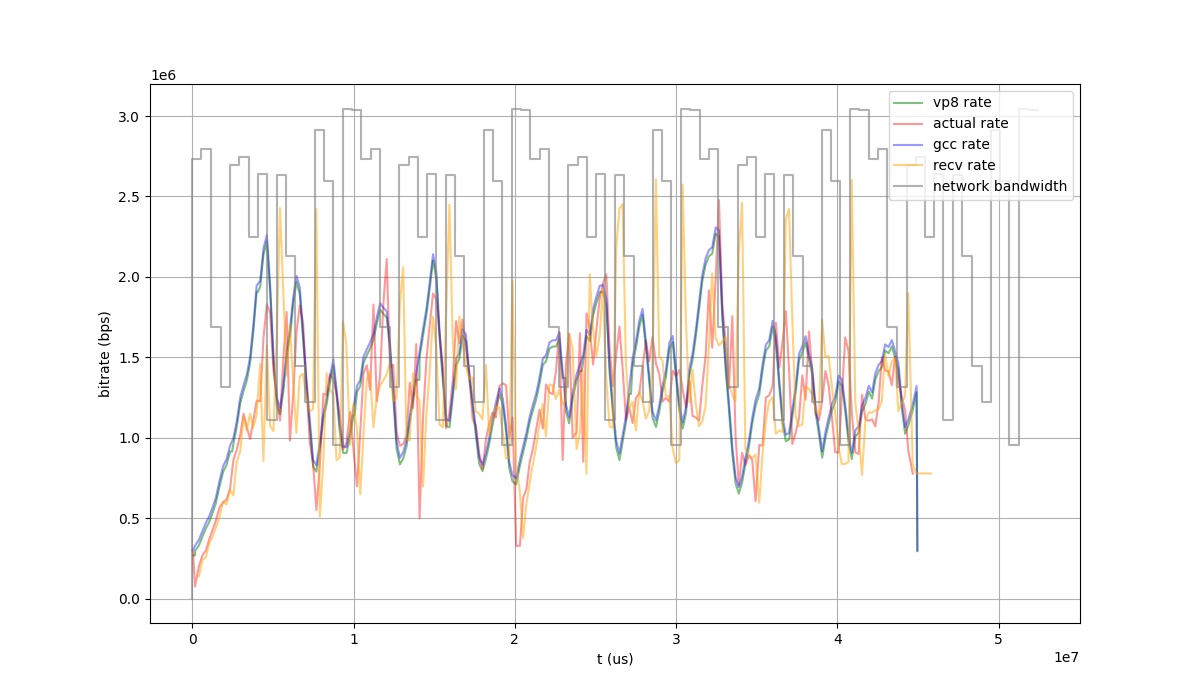 1e6
3.0
2.5
2.0
1.5
1.0
0.5
0.0
bitrate (bps)
vp8 rate
actual rate
gcc rate
recv rate
network bandwidth
0 1 2 3 4 5
t (us)
1e7